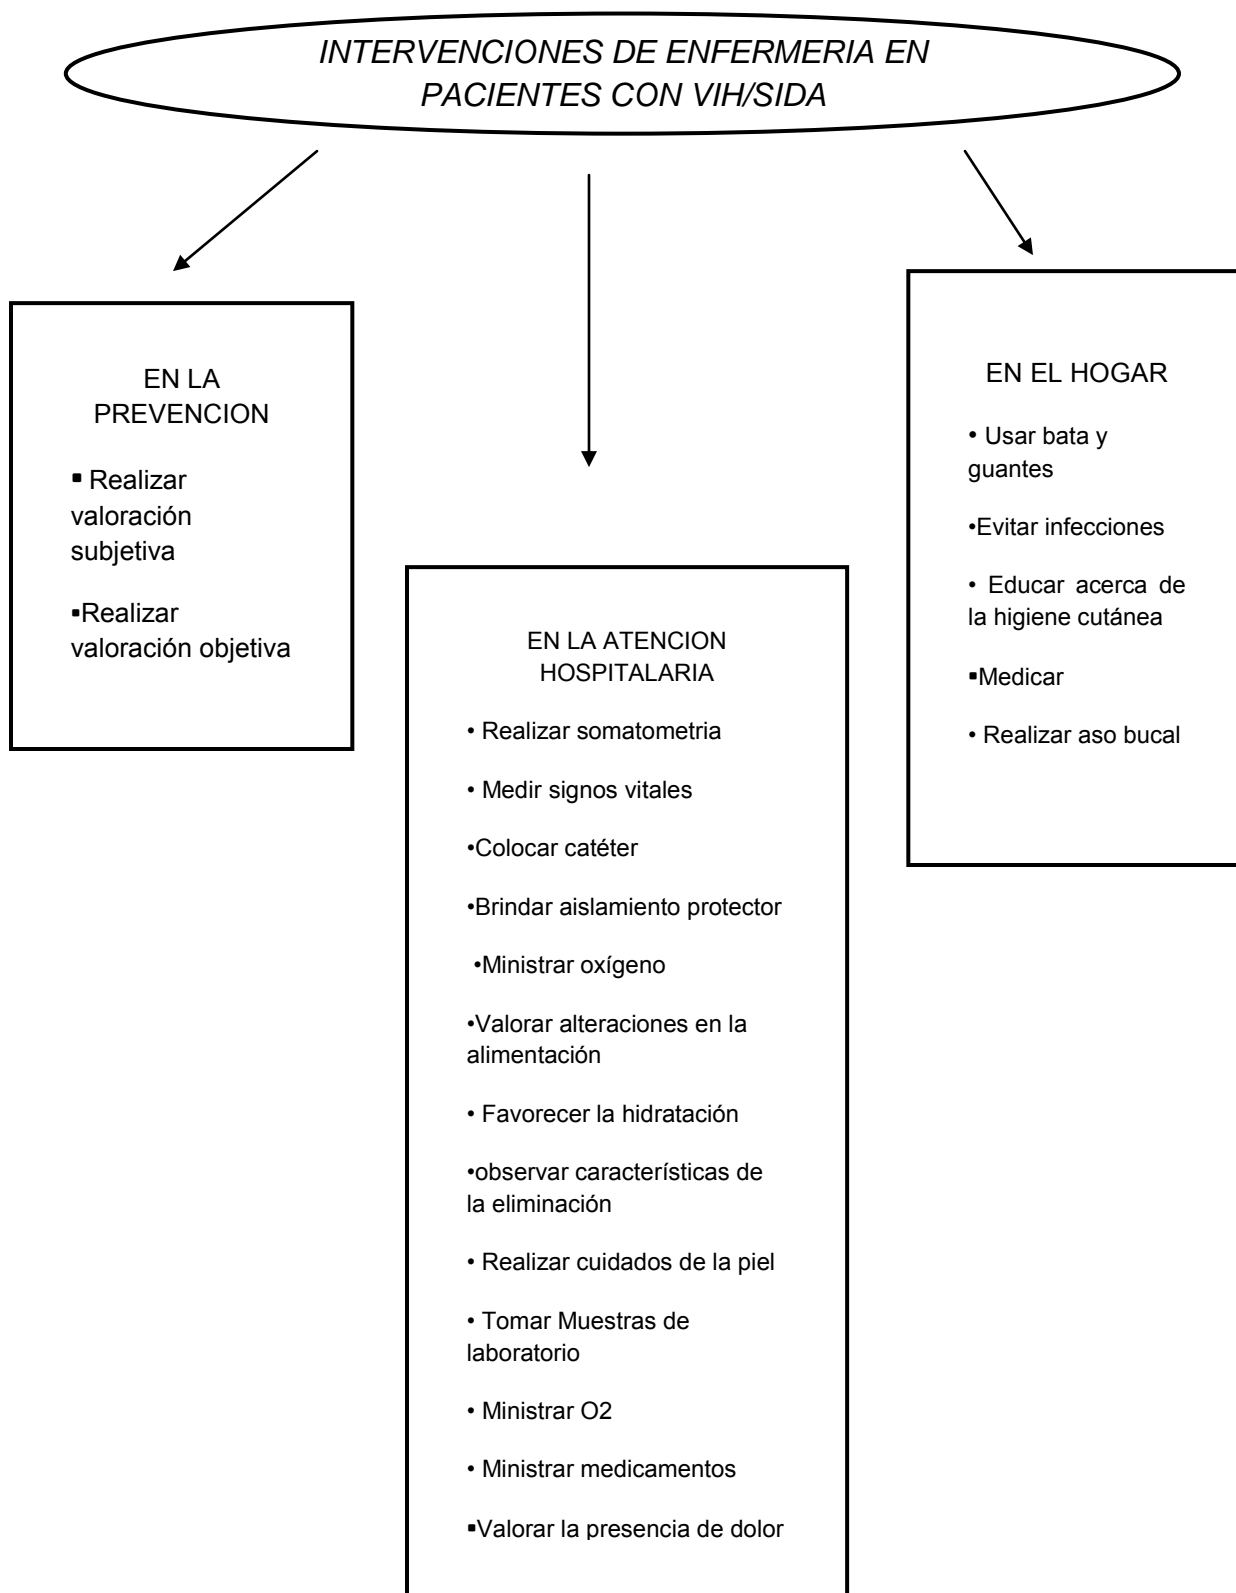 INTERVENCIONES DE ENFERMERIA EN
PACIENTES CON VIH/SIDA
EN LA
PREVENCION
▪ Realizar
valoración
subjetiva
▪Realizar
valoración objetiva
EN LA ATENCION
HOSPITALARIA
• Realizar somatometria
• Medir signos vitales
•Colocar catéter
•Brindar aislamiento protector
•Ministrar oxígeno
•Valorar alteraciones en la
alimentación
• Favorecer la hidratación
•observar características de
la eliminación
• Realizar cuidados de la piel
• Tomar Muestras de
laboratorio
• Ministrar O2
• Ministrar medicamentos
▪Valorar la presencia de dolor
EN EL HOGAR
• Usar bata y
guantes
•Evitar infecciones
• Educar acerca de
la higiene cutánea
▪Medicar
• Realizar aso bucal